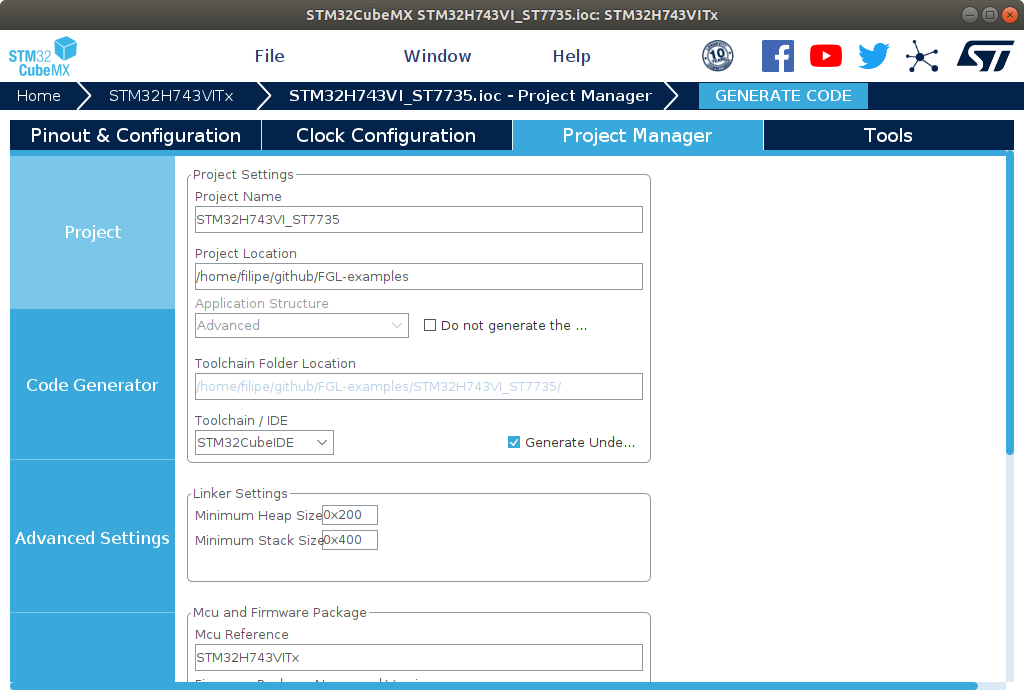 STM32CubeMX STM32H743VI_ST7735.ioc: STM32H743VITx
STM32
CubeMX
File Window Help
10
ST
Home STM32H743VITx STM32H743VI_ST7735.ioc - Project Manager GENERATE CODE
Pinout & Configuration Clock Configuration Project Manager Tools
Project
Code Generator
Advanced Settings
Project Settings
Project Name
STM32H743VI_ST7735
Project Location
/home/filipe/github/FGL-examples
Application Structure
Advanced Do not generate the ...
Toolchain Folder Location
/home/filipe/github/FGL-examples/STM32H743VI_ST7735/
Toolchain / IDE
STM32CubeIDE Generate Unde...
Linker Settings
Minimum Heap Size 0x200
Minimum Stack Size 0x400
Mcu and Firmware Package
Mcu Reference
STM32H743VITx